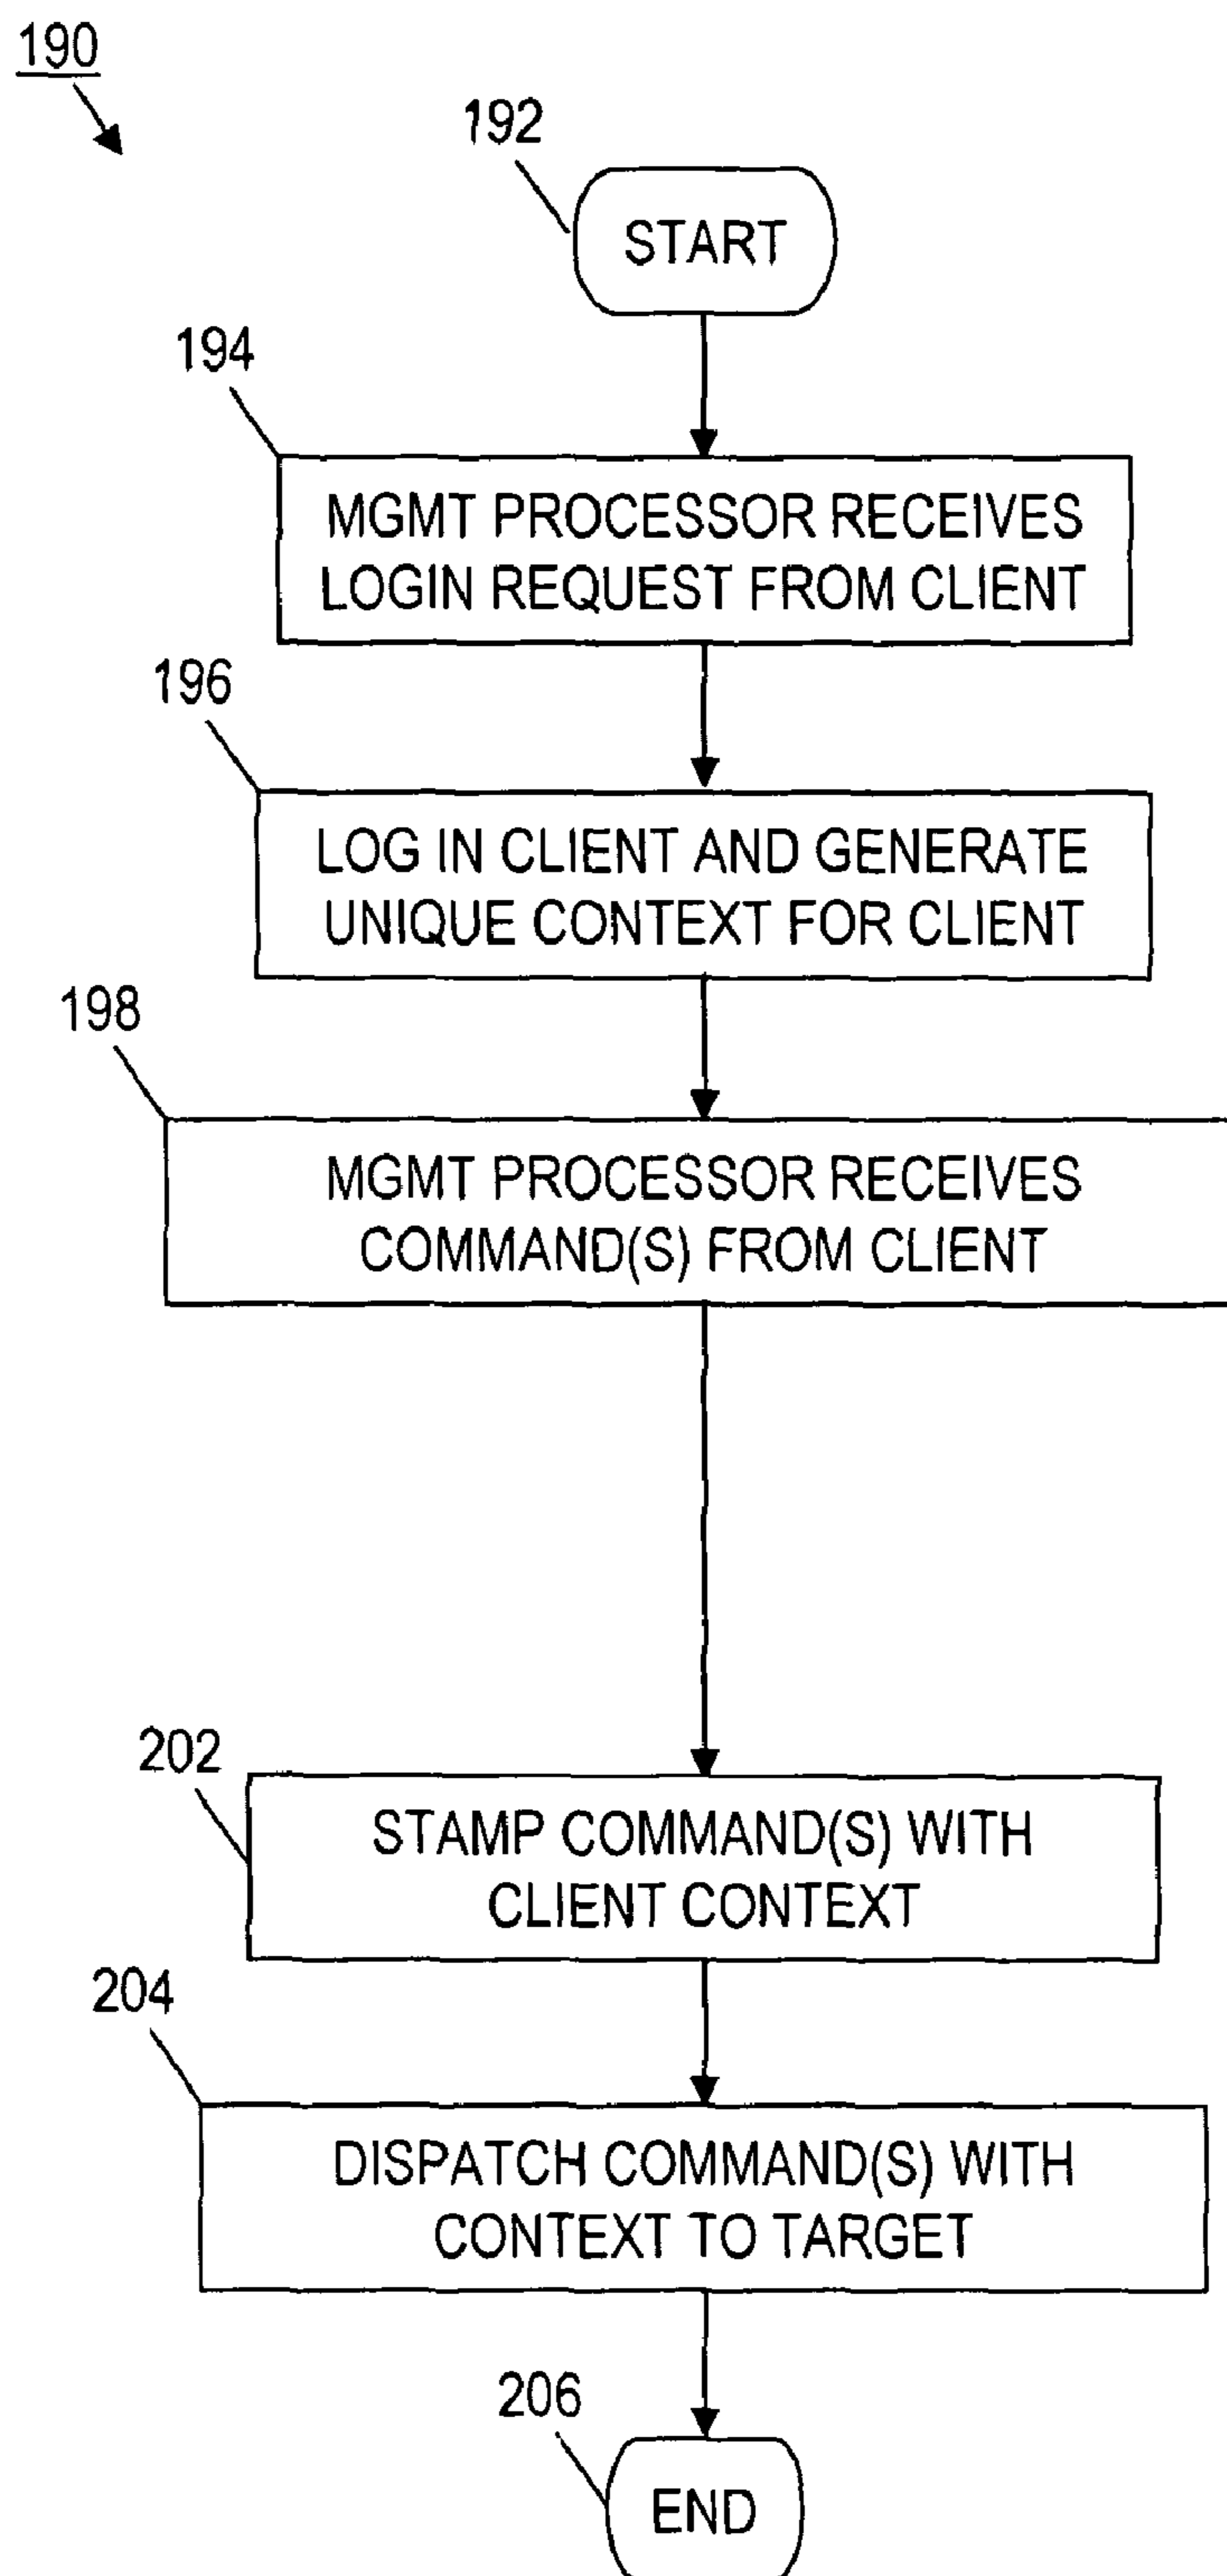 190
192
START
194
MGMT PROCESSOR RECEIVES
LOGIN REQUEST FROM CLIENT
196
LOG IN CLIENT AND GENERATE
UNIQUE CONTEXT FOR CLIENT
198
MGMT PROCESSOR RECEIVES
COMMAND(S) FROM CLIENT
202
STAMP COMMAND(S) WITH
CLIENT CONTEXT
204
DISPATCH COMMAND(S) WITH
CONTEXT TO TARGET
206
END